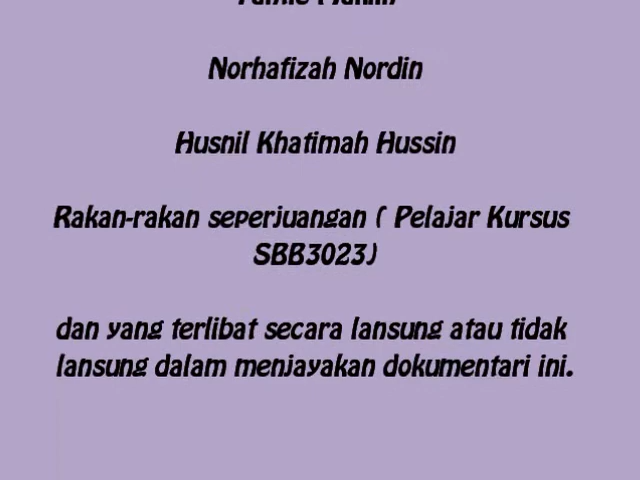 Norhafizah Nordin
Husnil Khatimah Hussin
Rakan-rakan seperjuangan ( Pelajar Kursus
SBB3023)
dan yang terlibat secara lansung atau tidak
lansung dalam menjayakan dokumentari ini.